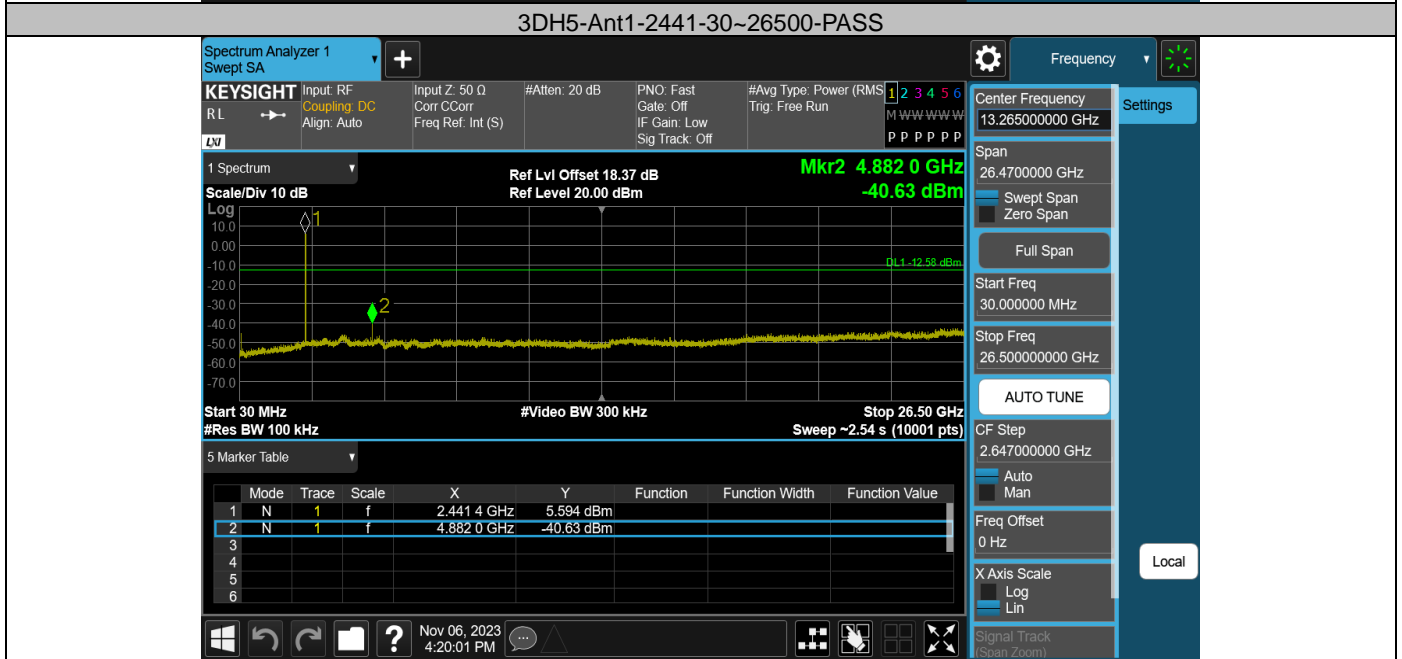 3DH5-Ant1-2441-30~26500-PASS
Spectrum Analyzer 1
Swept SA
Frequency
KEYSIGHT
RL
LXI
Input: RF
Coupling: DC
Align: Auto
Input Z: 50 Ω
Corr CCorr
Freq Ref: Int (S)
#Atten: 20 dB
PNO: Fast
Gate: Off
IF Gain: Low
Sig Track: Off
#Avg Type: Power (RMS
Trig: Free Run
1 2 3 4 5 6
M W W W W W
P P P P P P
1 Spectrum
Scale/Div 10 dB
Ref Lvl Offset 18.37 dB
Ref Level 20.00 dBm
Mkr2 4.882 0 GHz
-40.63 dBm
Log
10.0
0.00
-10.0
-20.0
-30.0
-40.0
-50.0
-60.0
-70.0
1
2
DL1 -12.58 dBm
Start 30 MHz
#Res BW 100 kHz
#Video BW 300 kHz
Stop 26.50 GHz
Sweep ~2.54 s (10001 pts)
5 Marker Table
Mode Trace Scale X Y Function Function Width Function Value
1 N 1 f 2.441 4 GHz 5.594 dBm
2 N 1 f 4.882 0 GHz -40.63 dBm
3
4
5
6
Nov 06, 2023
4:20:01 PM
Center Frequency
13.265000000 GHz
Settings
Span
26.4700000 GHz
Swept Span
Zero Span
Full Span
Start Freq
30.000000 MHz
Stop Freq
26.500000000 GHz
AUTO TUNE
CF Step
2.647000000 GHz
Auto
Man
Freq Offset
0 Hz
X Axis Scale
Log
Lin
Local
Signal Track
(Span Zoom)